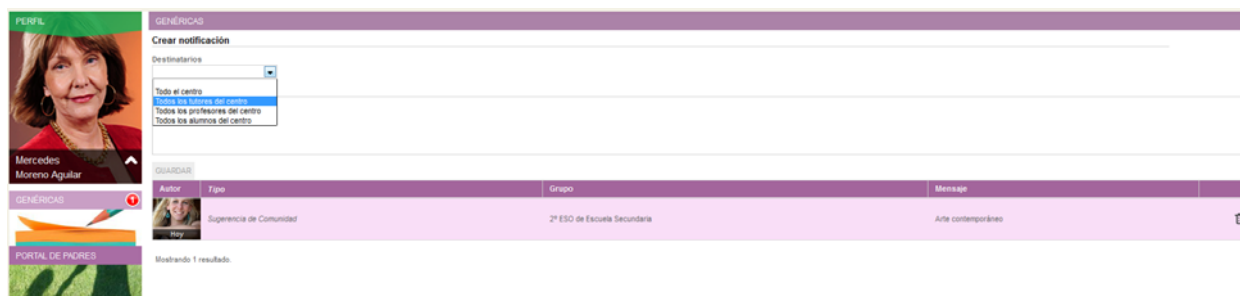 PERFIL
Mercedes
Moreno Aguilar
GENÉRICAS
1
PORTAL DE PADRES
GENÉRICAS
Crear notificación
Destinatarios
Todo el centro
Todos los tutores del centro
Todos los profesores del centro
Todos los alumnos del centro
GUARDAR
Autor Tipo Grupo Mensaje
Hoy Sugerencia de Comunidad 2º ESO de Escuela Secundaria Arte contemporáneo
Mostrando 1 resultado.